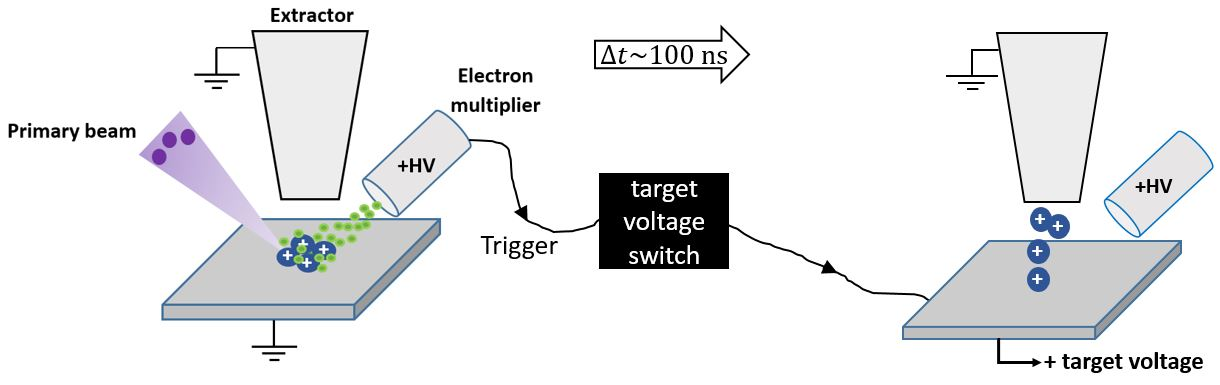 Extractor
Δt~100 ns
Electron
multiplier
Primary beam
+HV
+HV
target
voltage
switch
Trigger
+
+
+
+
+
+
+
+
+ target voltage